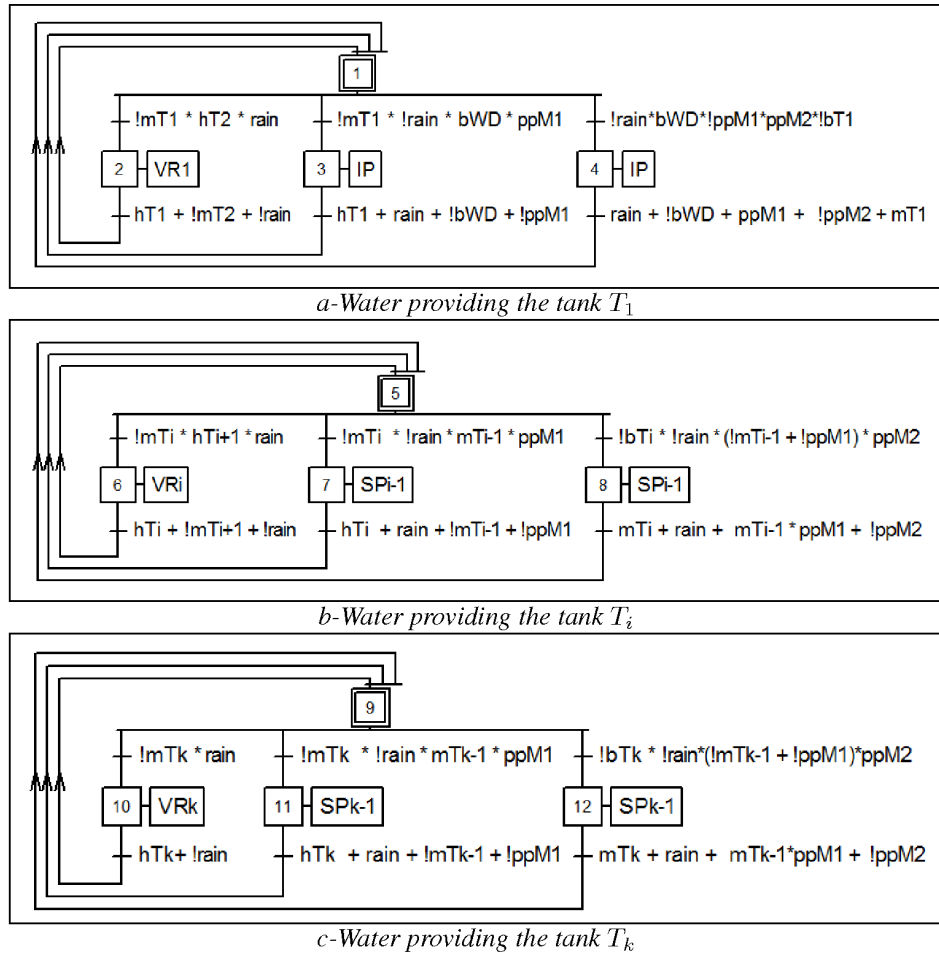 1
!mT1 * hT2 * rain !mT1 * !rain * bWD * ppM1 !rain*bWD*!ppM1*ppM2*!bT1
2 VR1 3 IP 4 IP
hT1 + !mT2 + !rain hT1 + rain + !bWD + !ppM1 rain + !bWD + ppM1 + !ppM2 + mT1
a-Water providing the tank T1
5
!mTi * hTi+1 * rain !mTi * !rain * mTi-1 * ppM1 !bTi * !rain * (!mTi-1 + !ppM1) * ppM2
6 VRi 7 SPi-1 8 SPi-1
hTi + !mTi+1 + !rain hTi + rain + !mTi-1 + !ppM1 mTi + rain + mTi-1 * ppM1 + !ppM2
b-Water providing the tank Ti
9
!mTk * rain !mTk * !rain * mTk-1 * ppM1 !bTk * !rain*(!mTk-1 + !ppM1)*ppM2
10 VRk 11 SPk-1 12 SPk-1
hTk+ !rain hTk + rain + !mTk-1 + !ppM1 mTk + rain + mTk-1*ppM1 + !ppM2
c-Water providing the tank Tk